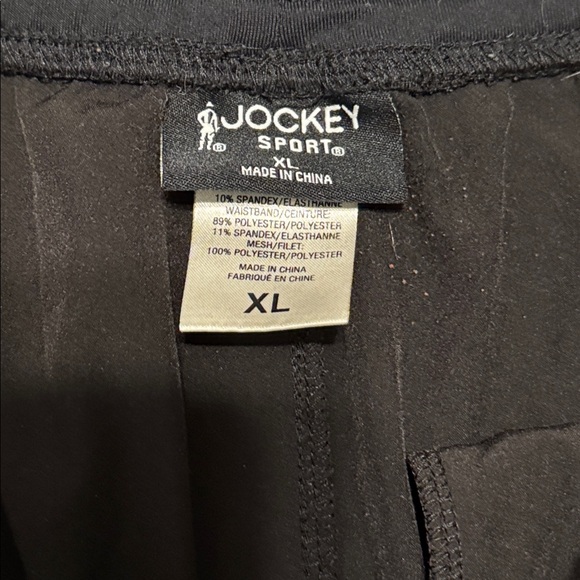 JOCKEY
SPORT®
XL
MADE IN CHINA
10% SPANDEX/ELASTHANNE
WAISTBAND/CEINTURE:
89% POLYESTER/POLYESTER
11% SPANDEX/ELASTHANNE
MESH/FILET:
100% POLYESTER/POLYESTER
MADE IN CHINA
FABRIQUÉ EN CHINE
XL